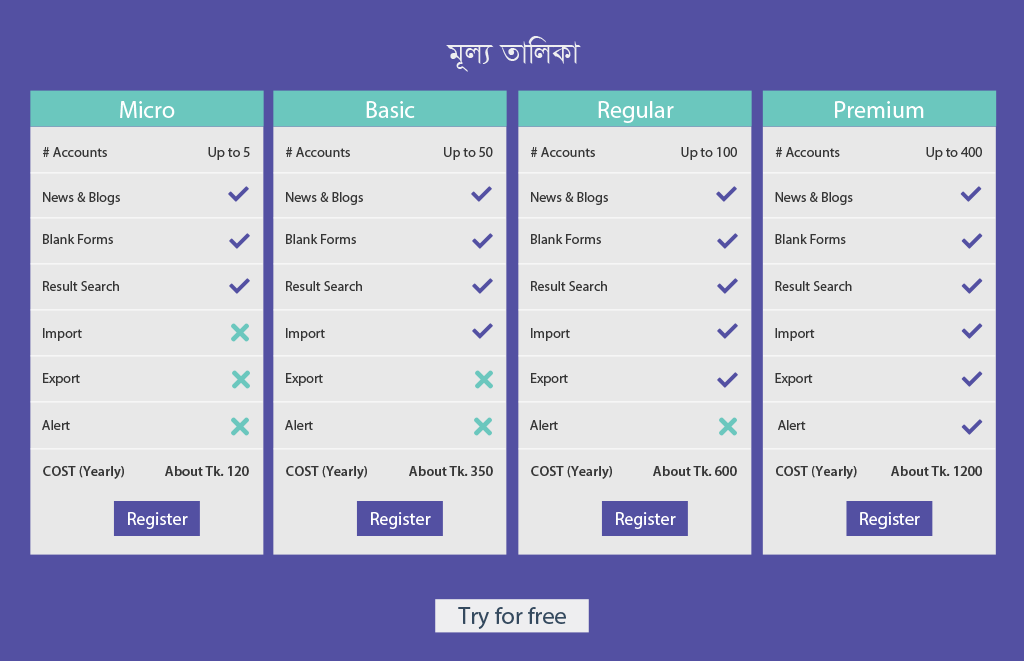 মূল্য তালিকা
Micro
# Accounts Up to 5
News & Blogs
Blank Forms
Result Search
Import
Export
Alert
COST (Yearly) About Tk. 120
Register
Basic
# Accounts Up to 50
News & Blogs
Blank Forms
Result Search
Import
Export
Alert
COST (Yearly) About Tk. 350
Register
Regular
# Accounts Up to 100
News & Blogs
Blank Forms
Result Search
Import
Export
Alert
COST (Yearly) About Tk. 600
Register
Premium
# Accounts Up to 400
News & Blogs
Blank Forms
Result Search
Import
Export
Alert
COST (Yearly) About Tk. 1200
Register
Try for free